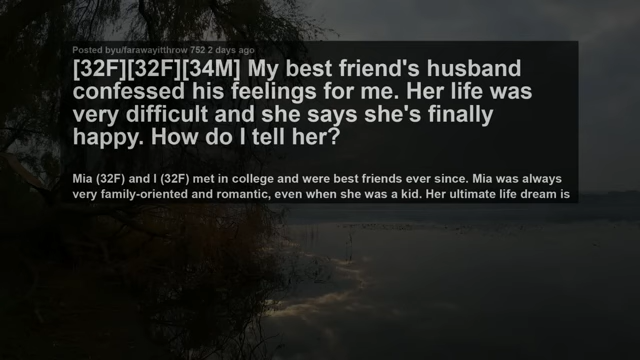 Posted byu/farawayitthrow 752 2 days ago
[32F][32F][34M] My best friend's husband
confessed his feelings for me. Her life was
very difficult and she says she's finally
happy. How do I tell her?
Mia (32F) and I (32F) met in college and were best friends ever since. Mia was always
very family-oriented and romantic, even when she was a kid. Her ultimate life dream is